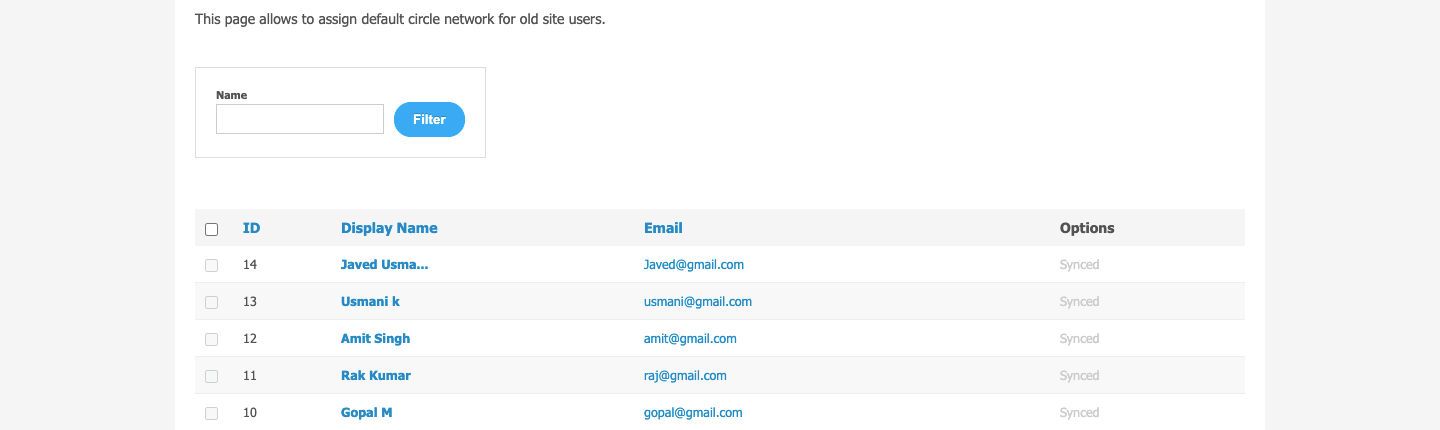 This page allows to assign default circle network for old site users.
Name
Filter
ID Display Name Email Options
14 Javed Usma... Javed@gmail.com Synced
13 Usmani k usmani@gmail.com Synced
12 Amit Singh amit@gmail.com Synced
11 Rak Kumar raj@gmail.com Synced
10 Gopal M gopal@gmail.com Synced